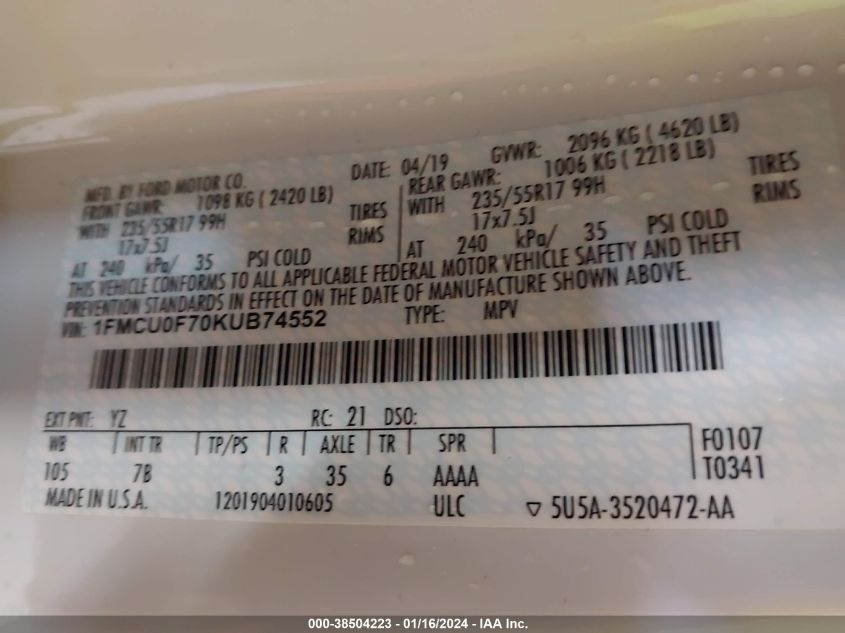 MFD. BY FORD MOTOR CO. DATE: 04/19 GVWR: 2096 KG ( 4620 LB)
FRONT GAWR: 1098 KG ( 2420 LB) REAR GAWR: 1006 KG ( 2218 LB)
WITH 235/55R17 99H TIRES WITH 235/55R17 99H TIRES
17x7.5J RIMS 17x7.5J RIMS
AT 240 kPa/ 35 PSI COLD AT 240 kPa/ 35 PSI COLD
THIS VEHICLE CONFORMS TO ALL APPLICABLE FEDERAL MOTOR VEHICLE SAFETY AND THEFT
PREVENTION STANDARDS IN EFFECT ON THE DATE OF MANUFACTURE SHOWN ABOVE.
VIN: 1FMCU0F70KUB74552 TYPE: MPV
EXT PNT: YZ RC: 21 DSO:
WB INT TR TP/PS R AXLE TR SPR F0107
105 7B 3 35 6 AAAA T0341
MADE IN U.S.A. 1201904010605 ULC ▽ 5U5A-3520472-AA
000-38504223 - 01/16/2024 - IAA Inc.